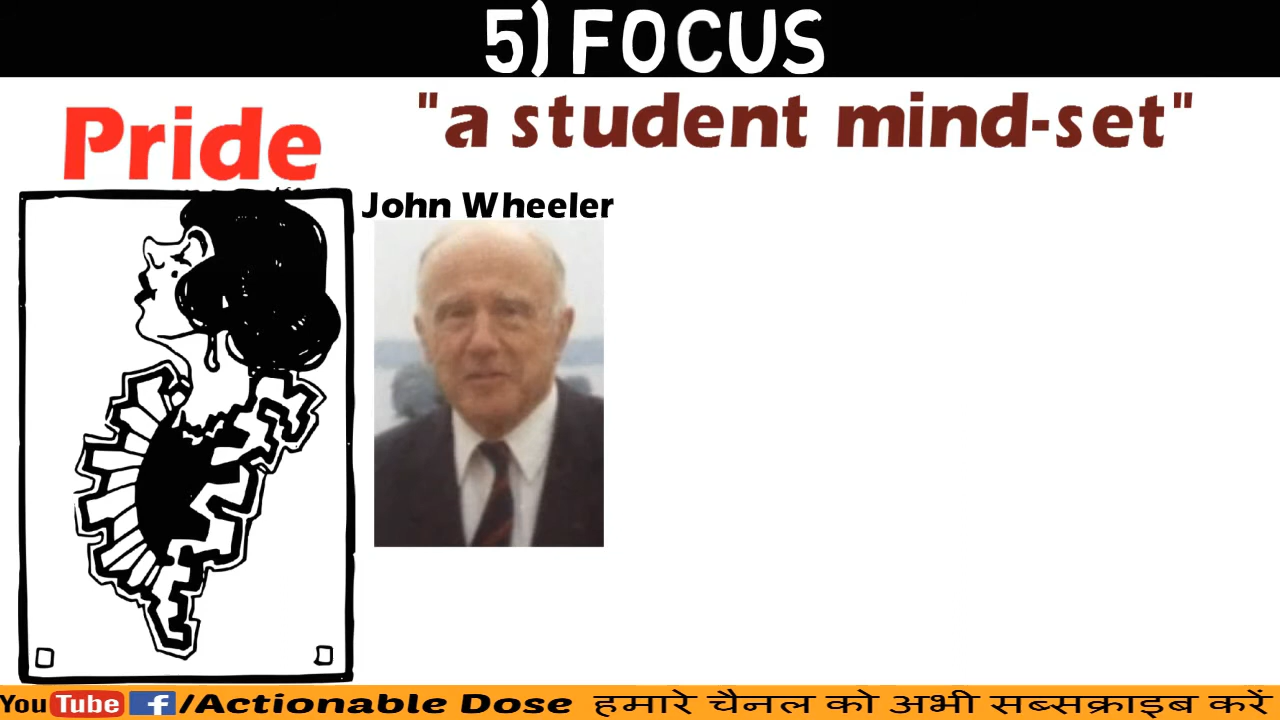 5) FOCUS
Pride
"a student mind-set"
John Wheeler
YouTube f/Actionable Dose हमारे चैनल को अभी सब्सक्राइब करें